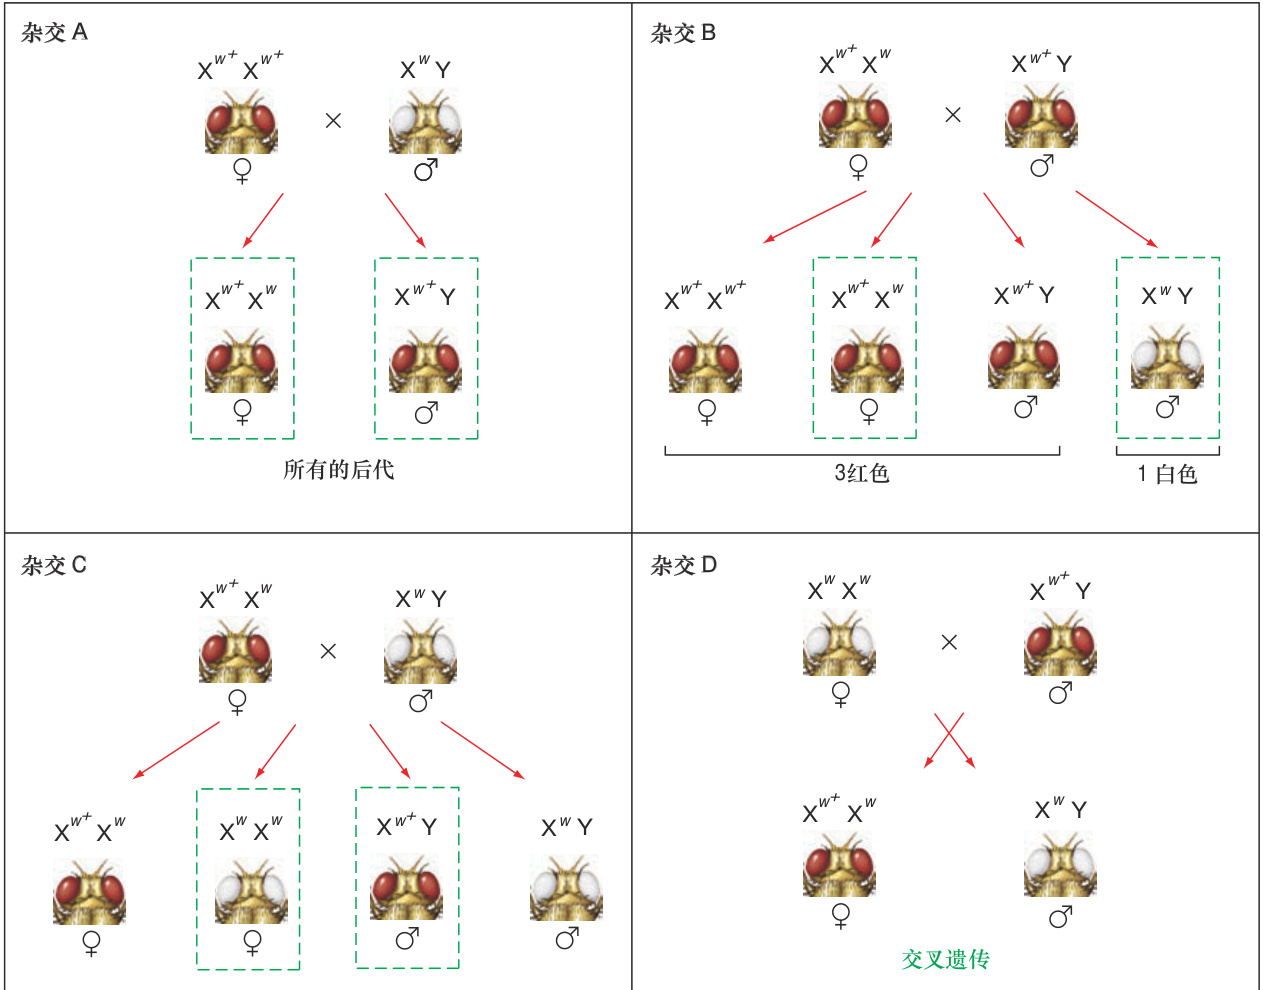 杂交 A
X^w+ X^w+ X^w Y
×
♀ ♂
X^w+ X^w X^w+ Y
♀ ♂
所有的后代
杂交 B
X^w+ X^w X^w+ Y
×
♀ ♂
X^w+ X^w+ X^w+ X^w X^w+ Y X^w Y
♀ ♀ ♂ ♂
3红色 1 白色
杂交 C
X^w+ X^w X^w Y
×
♀ ♂
X^w+ X^w X^w X^w X^w+ Y X^w Y
♀ ♀ ♂ ♂
杂交 D
X^w X^w X^w+ Y
×
♀ ♂
X^w+ X^w X^w Y
♀ ♂
交叉遗传